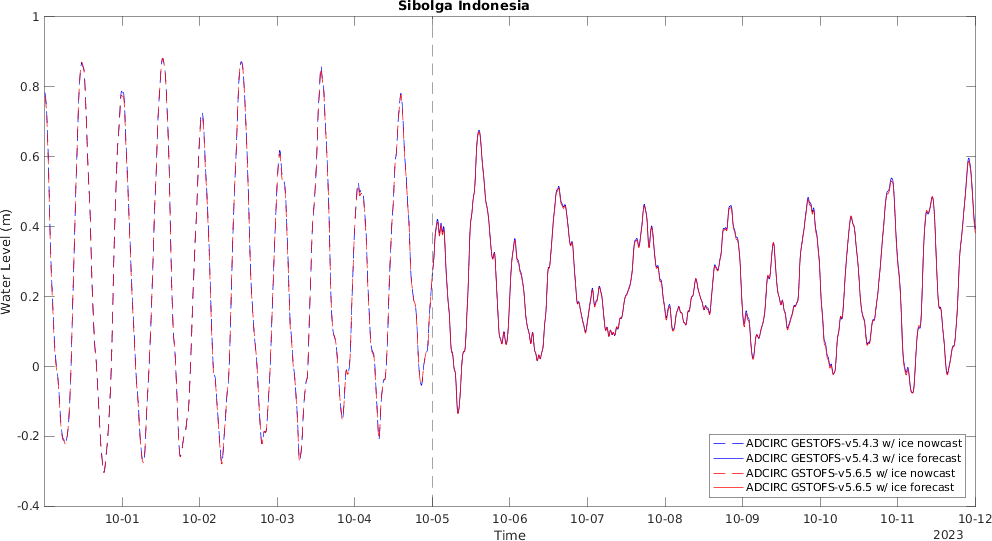 Sibolga Indonesia
Water Level (m)
1
0.8
0.6
0.4
0.2
0
-0.2
-0.4
ADCIRC GESTOFS-v5.4.3 w/ ice nowcast
ADCIRC GESTOFS-v5.4.3 w/ ice forecast
ADCIRC GSTOFS-v5.6.5 w/ ice nowcast
ADCIRC GSTOFS-v5.6.5 w/ ice forecast
10-01 10-02 10-03 10-04 10-05 10-06 10-07 10-08 10-09 10-10 10-11 10-12
Time
2023